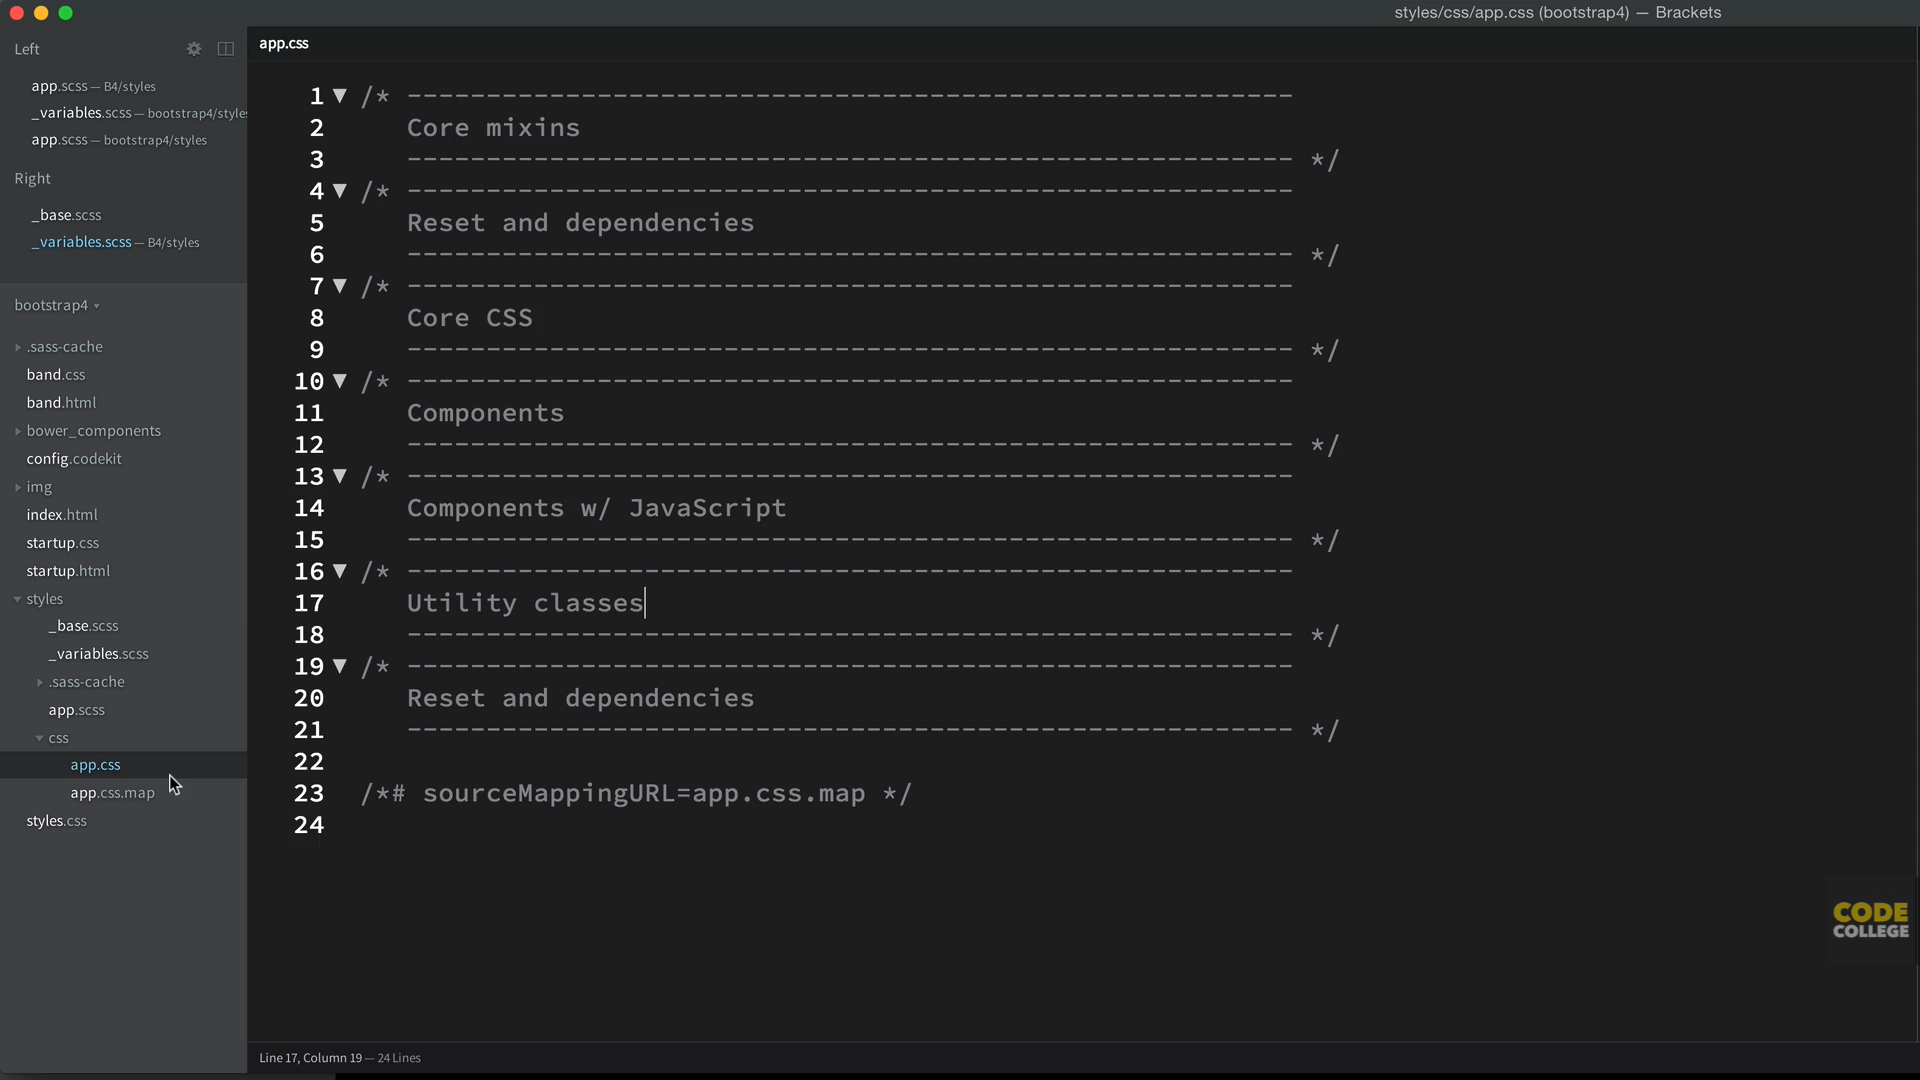 styles/css/app.css (bootstrap4) — Brackets
Left
app.scss — B4/styles
_variables.scss — bootstrap4/styles
app.scss — bootstrap4/styles
Right
_base.scss
_variables.scss — B4/styles
bootstrap4
.sass-cache
band.css
band.html
bower_components
config.codekit
img
index.html
startup.css
startup.html
styles
_base.scss
_variables.scss
.sass-cache
app.scss
css
app.css
app.css.map
styles.css
app.css
1 /* --------------------------------------------------------
2 Core mixins
3 -------------------------------------------------------- */
4 /* --------------------------------------------------------
5 Reset and dependencies
6 -------------------------------------------------------- */
7 /* --------------------------------------------------------
8 Core CSS
9 -------------------------------------------------------- */
10 /* --------------------------------------------------------
11 Components
12 -------------------------------------------------------- */
13 /* --------------------------------------------------------
14 Components w/ JavaScript
15 -------------------------------------------------------- */
16 /* --------------------------------------------------------
17 Utility classes
18 -------------------------------------------------------- */
19 /* --------------------------------------------------------
20 Reset and dependencies
21 -------------------------------------------------------- */
22
23 /*# sourceMappingURL=app.css.map */
24
CODE
COLLEGE
Line 17, Column 19 — 24 Lines